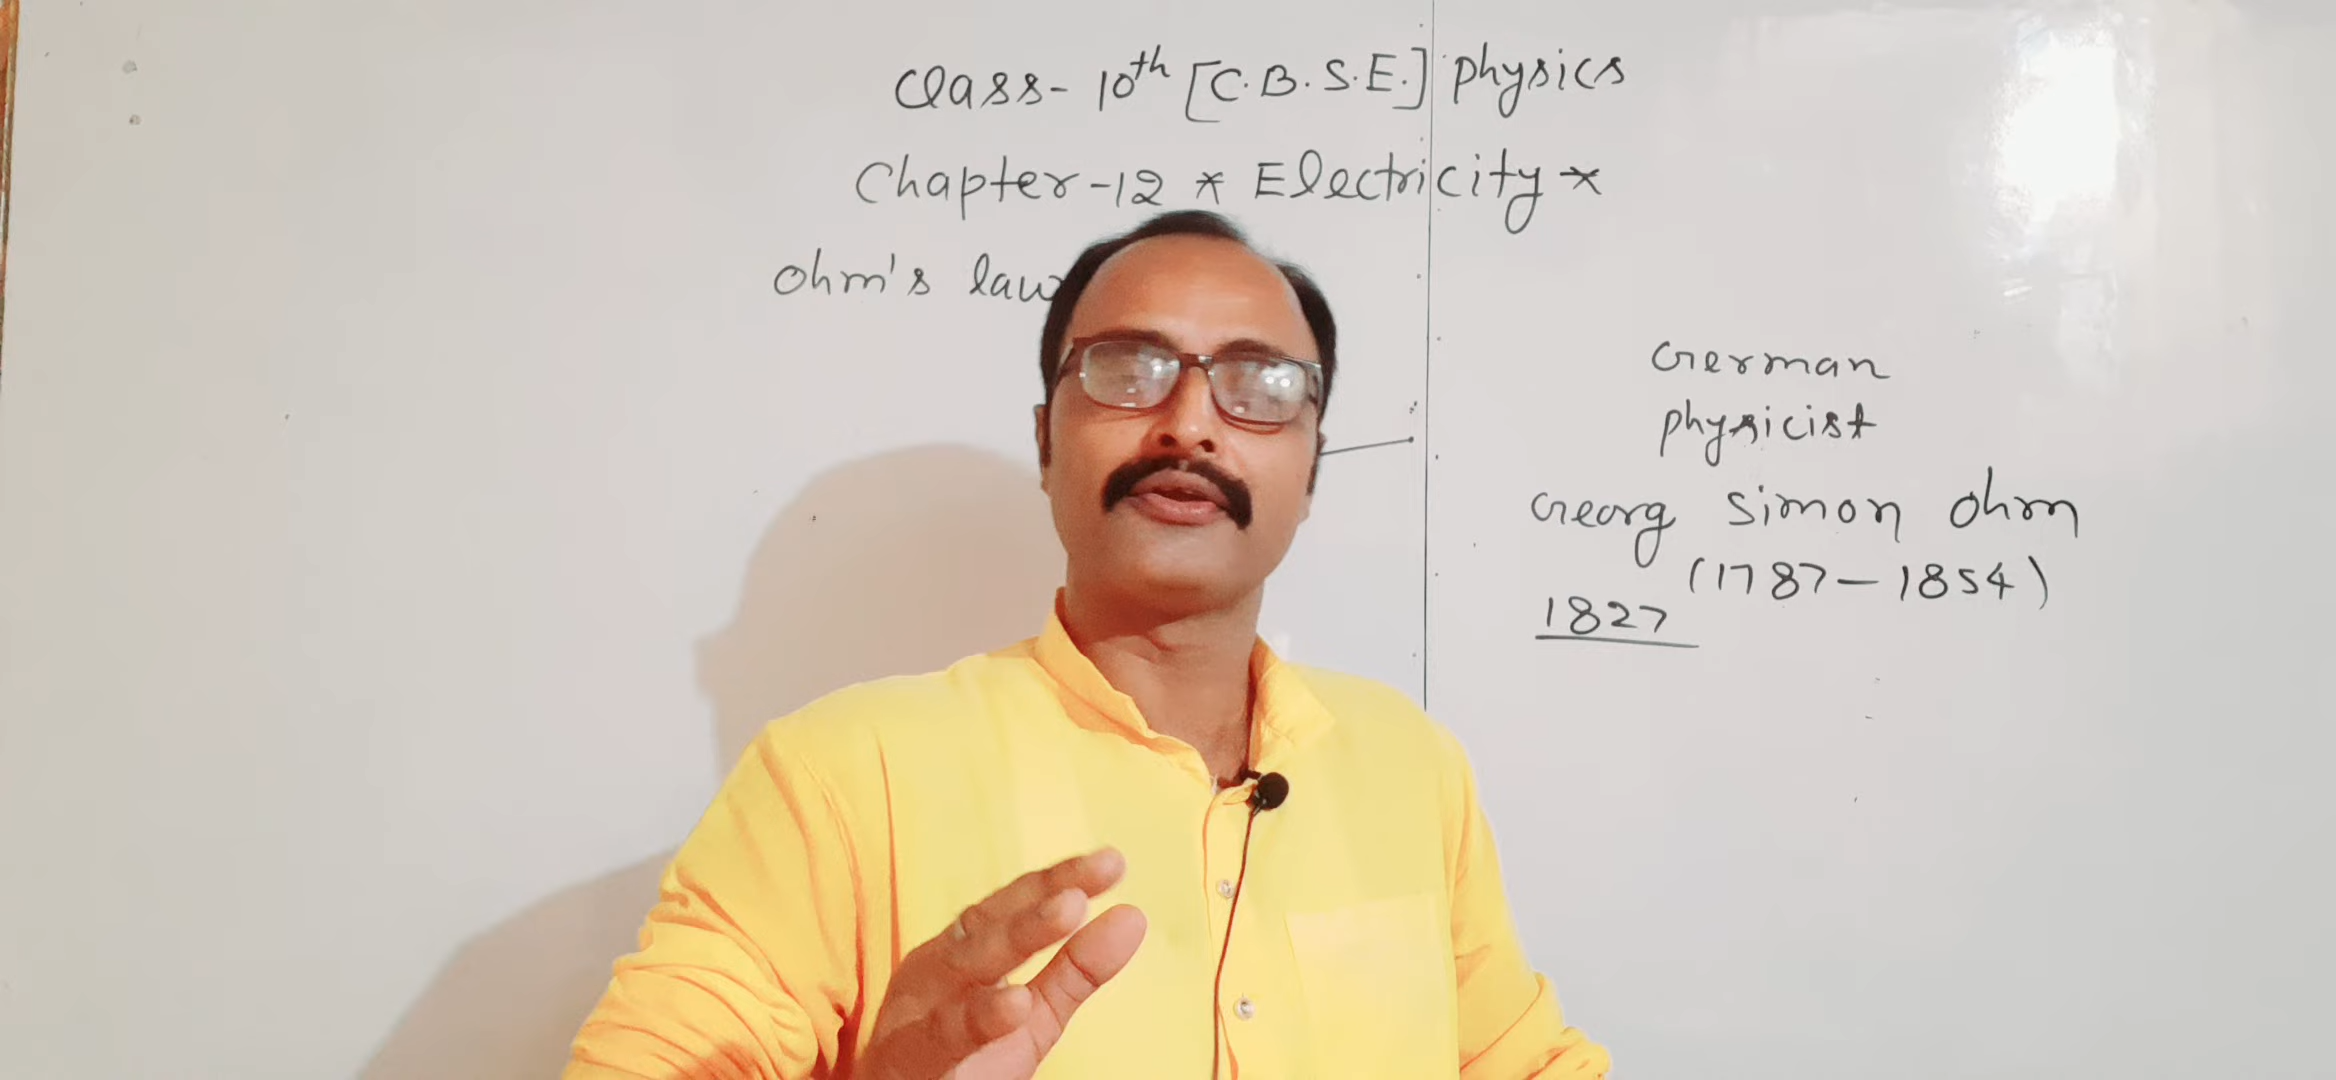 Class- 10th [C.B.S.E.] physics
Chapter-12 * Electricity *
ohm's law
German
physicist
Georg simon ohm
(1787-1854)
1827